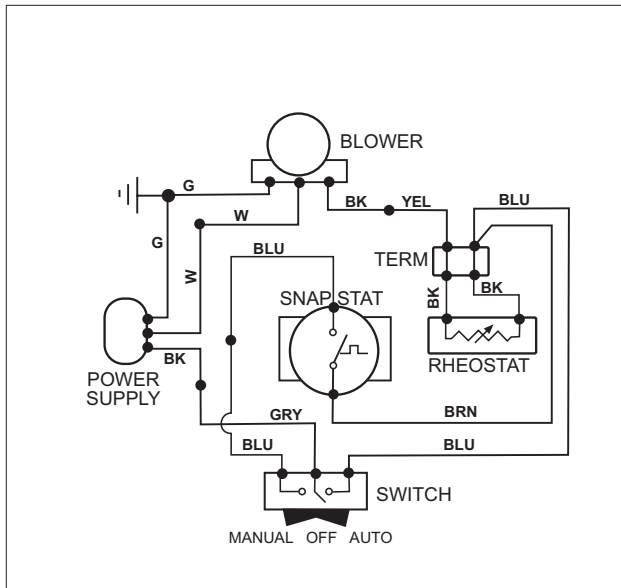 BLOWER
G
BK
YEL
BLU
W
G
BLU
TERM
W
SNAP STAT
BK
BK
BK
RHEOSTAT
POWER
SUPPLY
GRY
BRN
BLU
BLU
SWITCH
MANUAL OFF AUTO